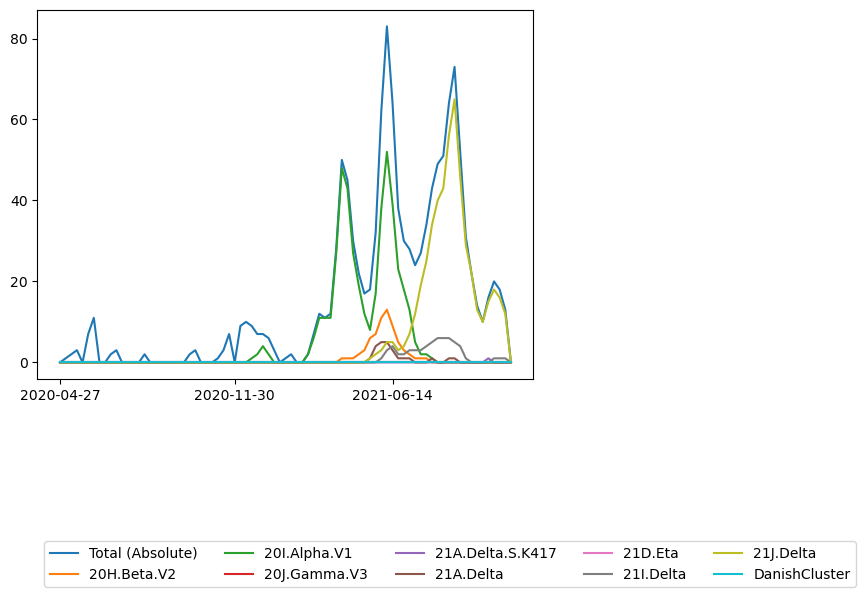 80
60
40
20
0
2020-04-27 2020-11-30 2021-06-14
Total (Absolute) 20I.Alpha.V1 21A.Delta.S.K417 21D.Eta 21J.Delta
20H.Beta.V2 20J.Gamma.V3 21A.Delta 21I.Delta DanishCluster